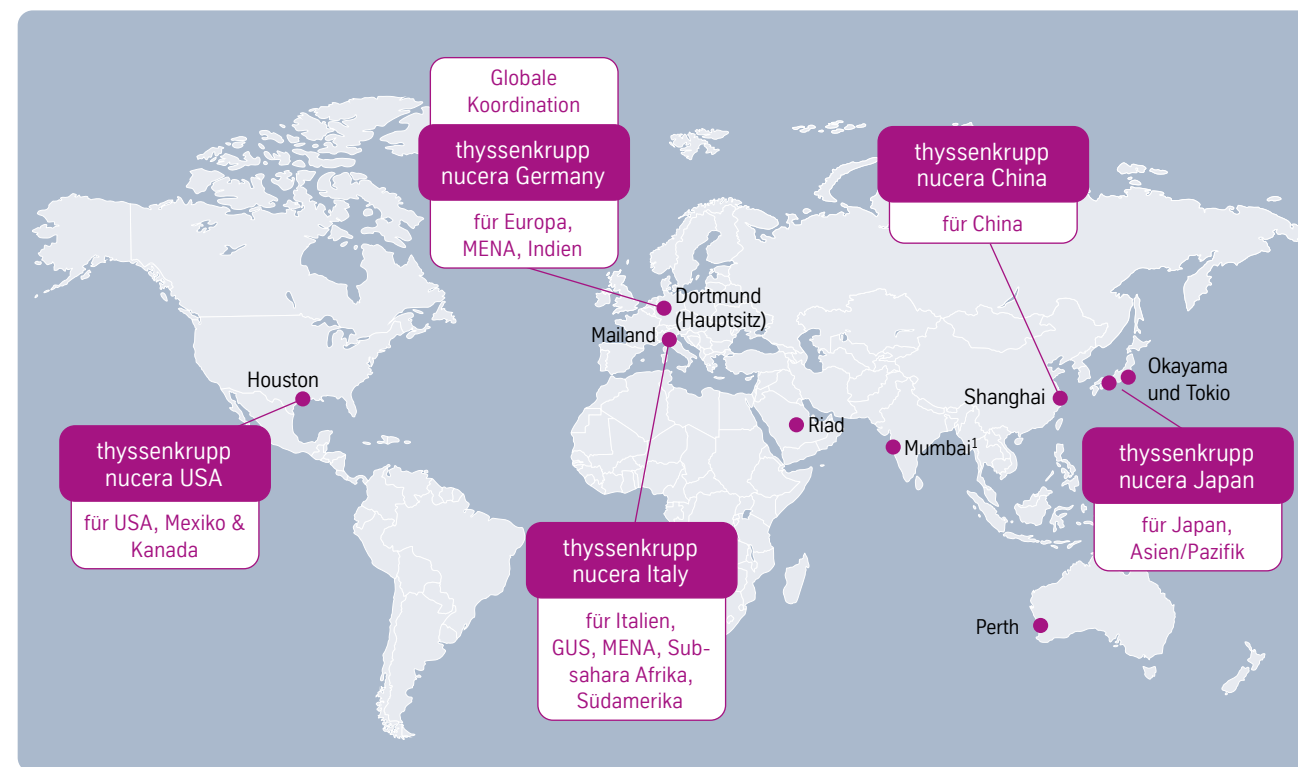 Globale
Koordination
thyssenkrupp
nucera Germany
für Europa,
MENA, Indien
thyssenkrupp
nucera China
für China
Dortmund
(Hauptsitz)
Mailand
Houston
Shanghai
Okayama
und Tokio
Riad
Mumbai¹
thyssenkrupp
nucera USA
für USA, Mexiko &
Kanada
thyssenkrupp
nucera Japan
für Japan,
Asien/Pazifik
thyssenkrupp
nucera Italy
für Italien,
GUS, MENA, Sub-
sahara Afrika,
Südamerika
Perth